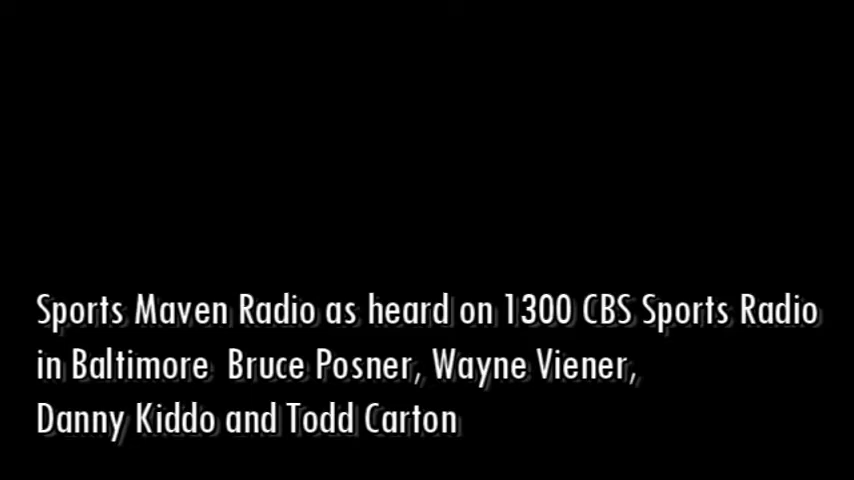 Sports Maven Radio as heard on 1300 CBS Sports Radio
in Baltimore  Bruce Posner, Wayne Viener,
Danny Kiddo and Todd Carton